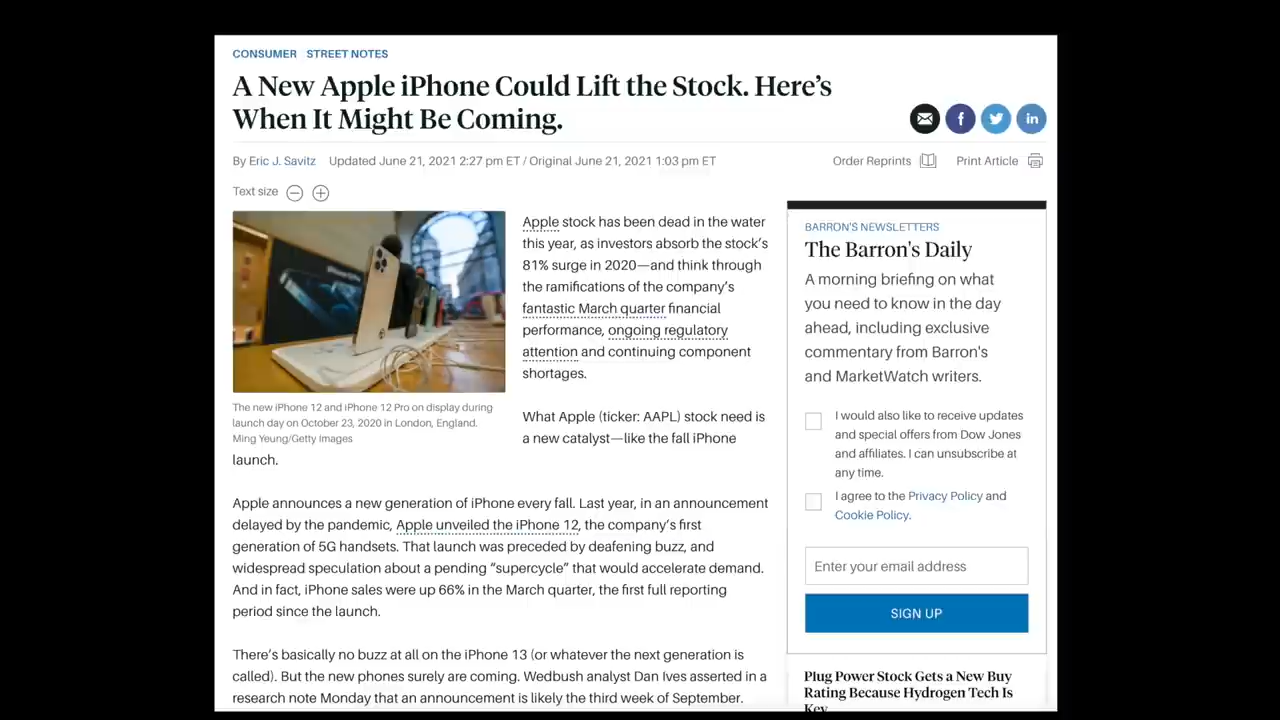 CONSUMER STREET NOTES
A New Apple iPhone Could Lift the Stock. Here's
When It Might Be Coming.
By Eric J. Savitz Updated June 21, 2021 2:27 pm ET / Original June 21, 2021 1:03 pm ET
Order Reprints Print Article
Text size
The new iPhone 12 and iPhone 12 Pro on display during
launch day on October 23, 2020 in London, England.
Ming Yeung/Getty Images
Apple stock has been dead in the water
this year, as investors absorb the stock's
81% surge in 2020—and think through
the ramifications of the company's
fantastic March quarter financial
performance, ongoing regulatory
attention and continuing component
shortages.
What Apple (ticker: AAPL) stock need is
a new catalyst—like the fall iPhone
launch.
Apple announces a new generation of iPhone every fall. Last year, in an announcement
delayed by the pandemic, Apple unveiled the iPhone 12, the company's first
generation of 5G handsets. That launch was preceded by deafening buzz, and
widespread speculation about a pending "supercycle" that would accelerate demand.
And in fact, iPhone sales were up 66% in the March quarter, the first full reporting
period since the launch.
There's basically no buzz at all on the iPhone 13 (or whatever the next generation is
called). But the new phones surely are coming. Wedbush analyst Dan Ives asserted in a
research note Monday that an announcement is likely the third week of September.
BARRON'S NEWSLETTERS
The Barron's Daily
A morning briefing on what
you need to know in the day
ahead, including exclusive
commentary from Barron's
and MarketWatch writers.
I would also like to receive updates
and special offers from Dow Jones
and affiliates. I can unsubscribe at
any time.
I agree to the Privacy Policy and
Cookie Policy.
Enter your email address
SIGN UP
Plug Power Stock Gets a New Buy
Rating Because Hydrogen Tech Is
Key